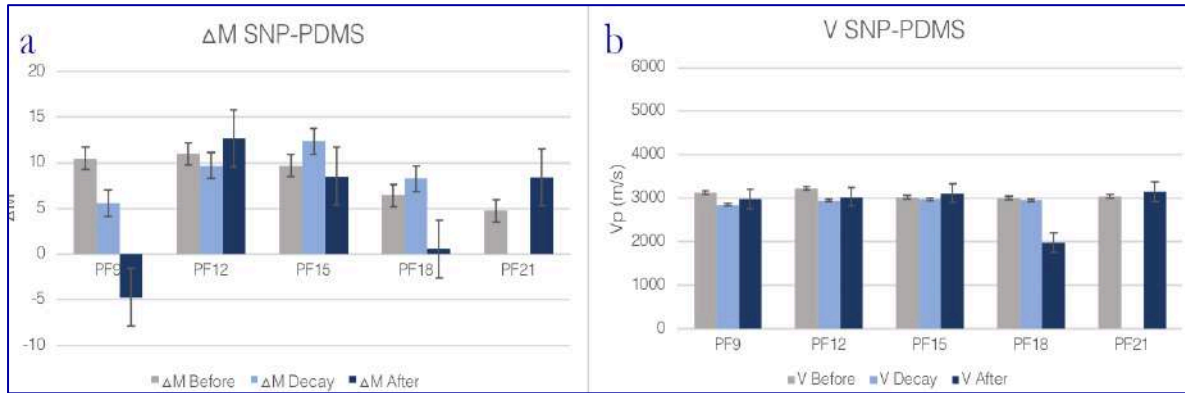 a
ΔM SNP-PDMS
20
15
10
5
0
-5
-10
ΔM
PF9
PF12
PF15
PF18
PF21
ΔM Before
ΔM Decay
ΔM After
b
V SNP-PDMS
6000
5000
4000
3000
2000
1000
0
Vp (m/s)
PF9
PF12
PF15
PF18
PF21
V Before
V Decay
V After